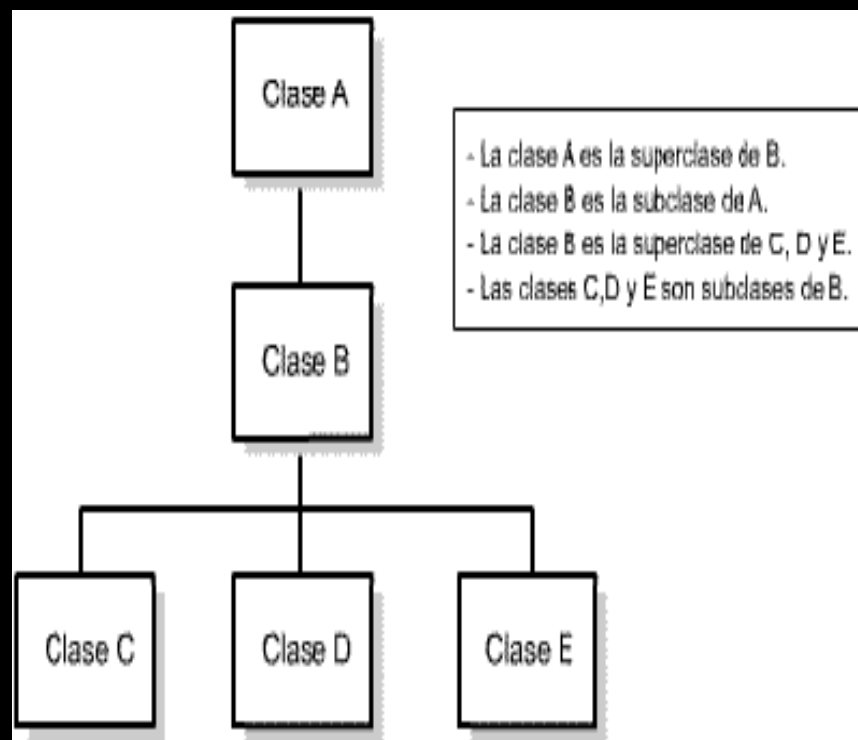 Clase A
- La clase A es la superclase de B.
- La clase B es la subclase de A.
- La clase B es la superclase de C, D y E.
- Las clases C,D y E son subclases de B.
Clase B
Clase C
Clase D
Clase E